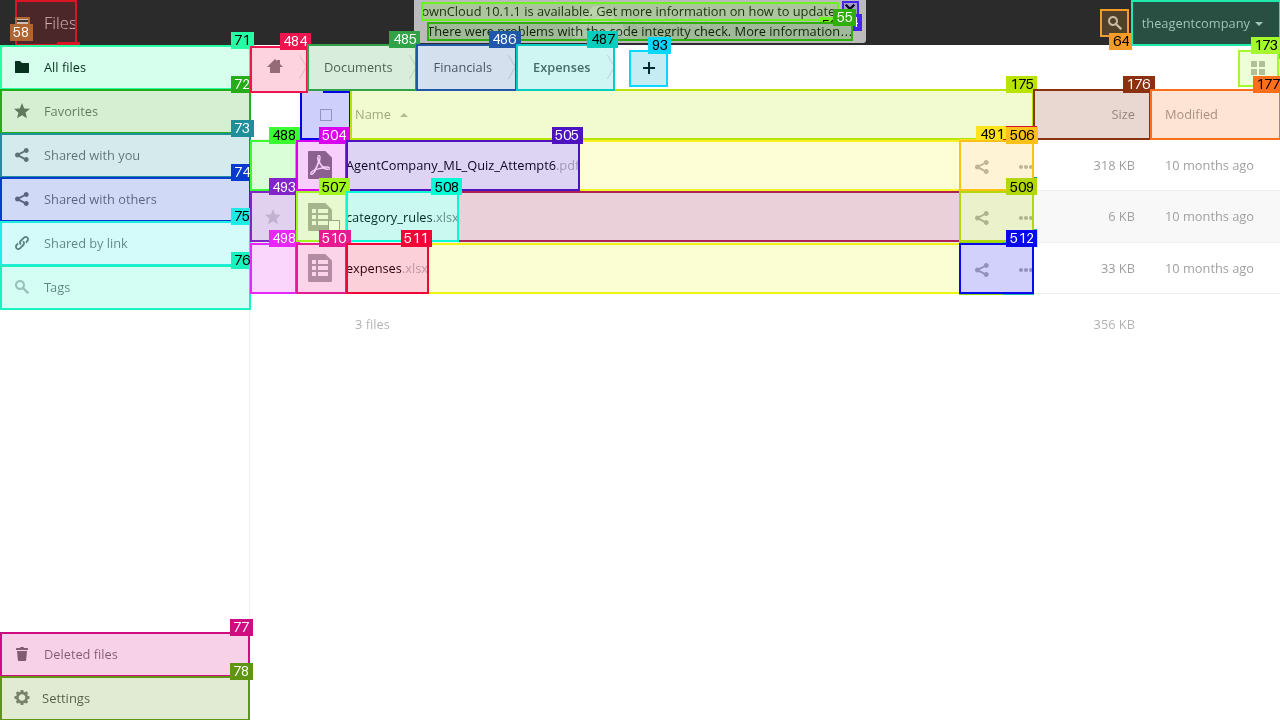 Files
ownCloud 10.1.1 is available. Get more information on how to update.
There were problems with the code integrity check. More information...
theagentcompany
58
55
64
71
484
485
486
487
93
173
All files
Documents
Financials
Expenses
+
72
175
176
177
Favorites
Name
Size
Modified
73
488
504
505
491
506
Shared with you
AgentCompany_ML_Quiz_Attempt6.pdf
318 KB
10 months ago
74
493
507
508
509
Shared with others
75
category_rules.xlsx
6 KB
10 months ago
Shared by link
498
510
511
512
76
expenses.xlsx
33 KB
10 months ago
Tags
3 files
356 KB
77
Deleted files
78
Settings